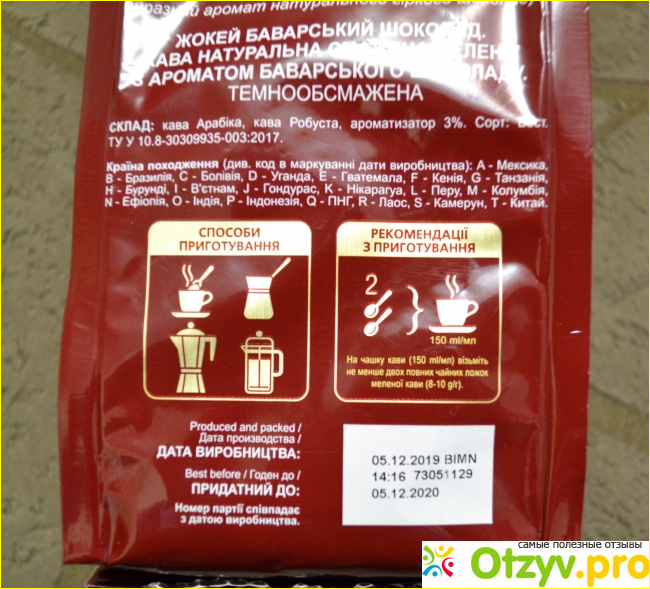 аромат натурального
ЖОКЕЙ БАВАРСЬКИЙ ШОКОЛАД.
КАВА НАТУРАЛЬНА
З АРОМАТОМ БАВАРСЬКОГО ШОКОЛАДУ.
ТЕМНООБСМАЖЕНА
СКЛАД: кава Арабіка, кава Робуста, ароматизатор 3%. Сорт:
ТУ У 10.8-30309935-003:2017.
Країна походження (див. код в маркуванні дати виробництва): A - Мексика,
B - Бразилія, C - Болівія, D - Уганда, E - Гватемала, F - Кенія, G - Танзанія,
H - Бурунді, I - В'єтнам, J - Гондурас, K - Нікарагуа, L - Перу, M - Колумбія,
N - Ефіопія, O - Індія, P - Індонезія, Q - ПНГ, R - Лаос, S - Камерун, T - Китай.
СПОСОБИ
ПРИГОТУВАННЯ
РЕКОМЕНДАЦІЇ
З ПРИГОТУВАННЯ
2
150 ml/мл
На чашку кави (150 ml/мл) візьміть
не менше двох повних чайних ложок
меленої кави (8-10 g/г).
Produced and packed /
Дата производства /
ДАТА ВИРОБНИЦТВА:
Best before / Годен до /
ПРИДАТНИЙ ДО:
Номер партії співпадає
з датою виробництва.
05.12.2019 BIMN
14:16 73051129
05.12.2020
самые полезные отзывы
Otzyv.pro